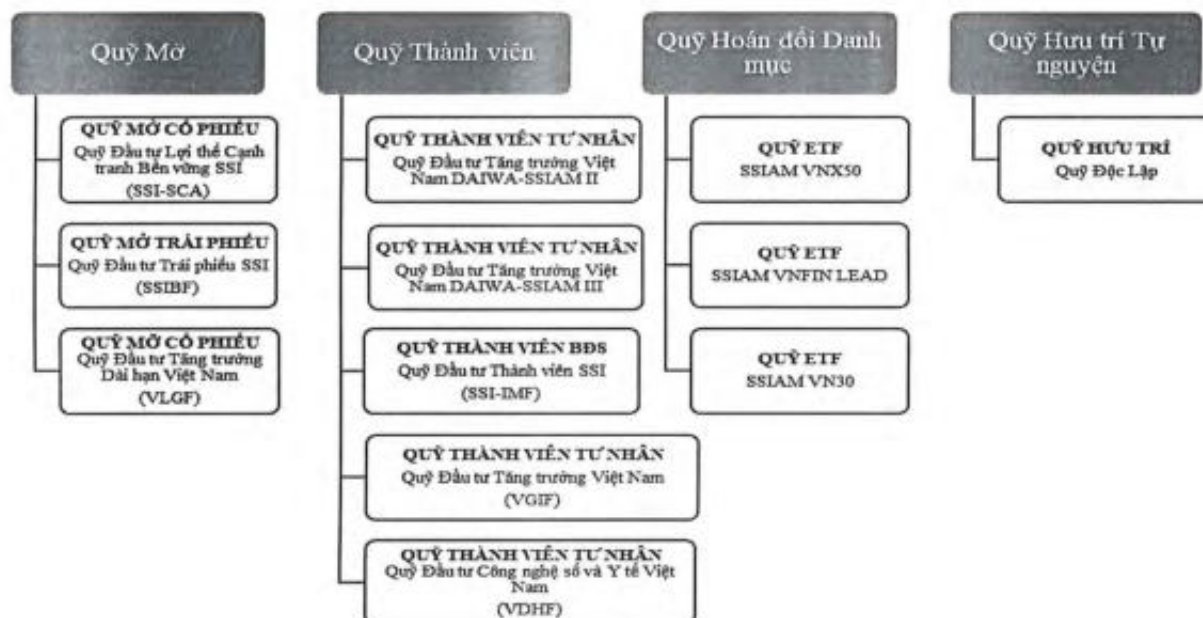 Quỹ Mở
QUỸ MỞ CỔ PHIẾU
Quỹ Đầu tư Lợi thế Cạnh
tranh Bền vững SSI
(SSI-SCA)
QUỸ MỞ TRÁI PHIẾU
Quỹ Đầu tư Trái phiếu SSI
(SSIBF)
QUỸ MỞ CỔ PHIẾU
Quỹ Đầu tư Tăng trưởng
Dài hạn Việt Nam
(VLGF)
Quỹ Thành viên
QUỸ THÀNH VIÊN TƯ NHÂN
Quỹ Đầu tư Tăng trưởng Việt
Nam DAIWA-SSIAM II
QUỸ THÀNH VIÊN TƯ NHÂN
Quỹ Đầu tư Tăng trưởng Việt
Nam DAIWA-SSIAM III
QUỸ THÀNH VIÊN BĐS
Quỹ Đầu tư Thành viên SSI
(SSI-IMF)
QUỸ THÀNH VIÊN TƯ NHÂN
Quỹ Đầu tư Tăng trưởng Việt Nam
(VGIF)
QUỸ THÀNH VIÊN TƯ NHÂN
Quỹ Đầu tư Công nghệ số và Y tế Việt
Nam
(VDHF)
Quỹ Hoán đổi Danh
mục
QUỸ ETF
SSIAM VNX50
QUỸ ETF
SSIAM VNFIN LEAD
QUỸ ETF
SSIAM VN30
Quỹ Hưu trí Tự
nguyện
QUỸ HƯU TRÍ
Quỹ Độc Lập